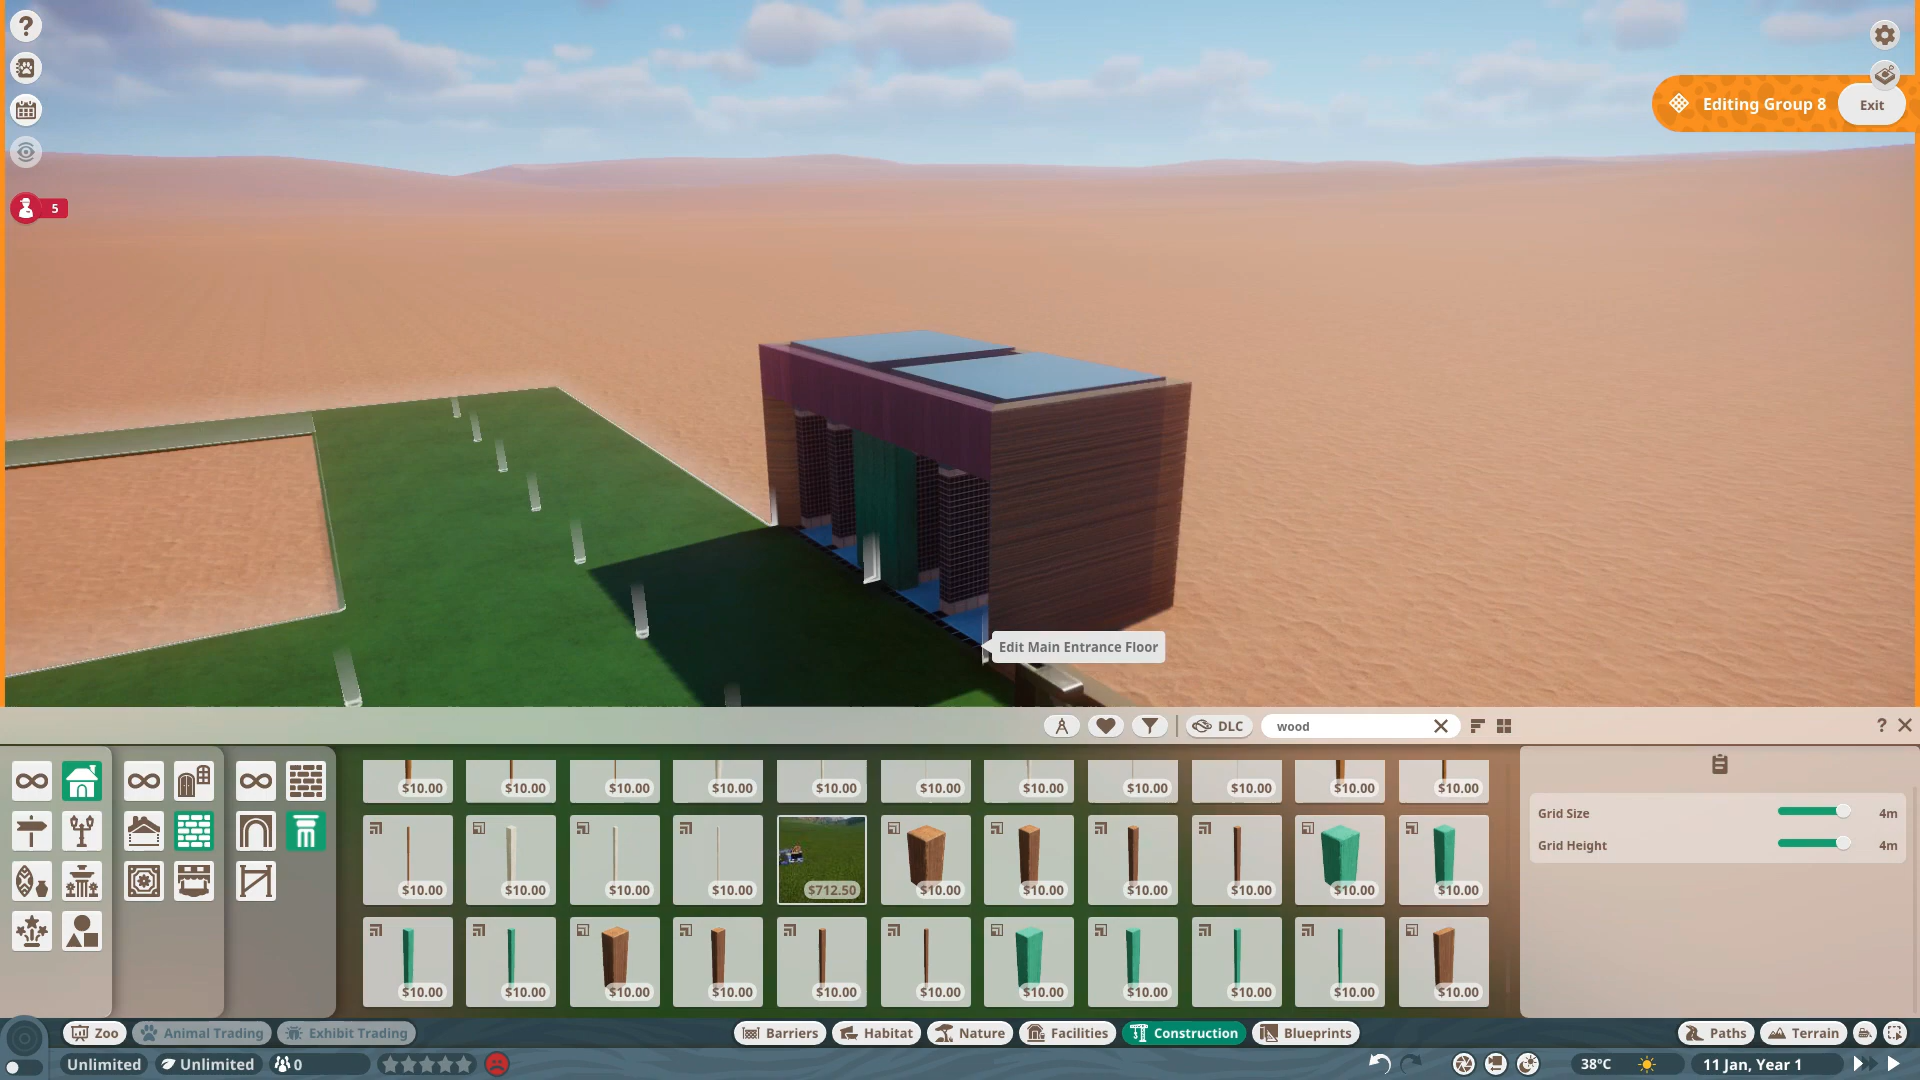 ?
Editing Group 8
Exit
5
Edit Main Entrance Floor
DLC
wood
?
$10.00 $10.00 $10.00 $10.00 $10.00 $10.00 $10.00 $10.00 $10.00 $10.00 $10.00
$10.00 $10.00 $10.00 $10.00 $712.50 $10.00 $10.00 $10.00 $10.00 $10.00 $10.00
$10.00 $10.00 $10.00 $10.00 $10.00 $10.00 $10.00 $10.00 $10.00 $10.00 $10.00
Grid Size 4m
Grid Height 4m
Zoo Animal Trading Exhibit Trading Barriers Habitat Nature Facilities Construction Blueprints Paths Terrain
Unlimited Unlimited 0 38°C 11 Jan, Year 1